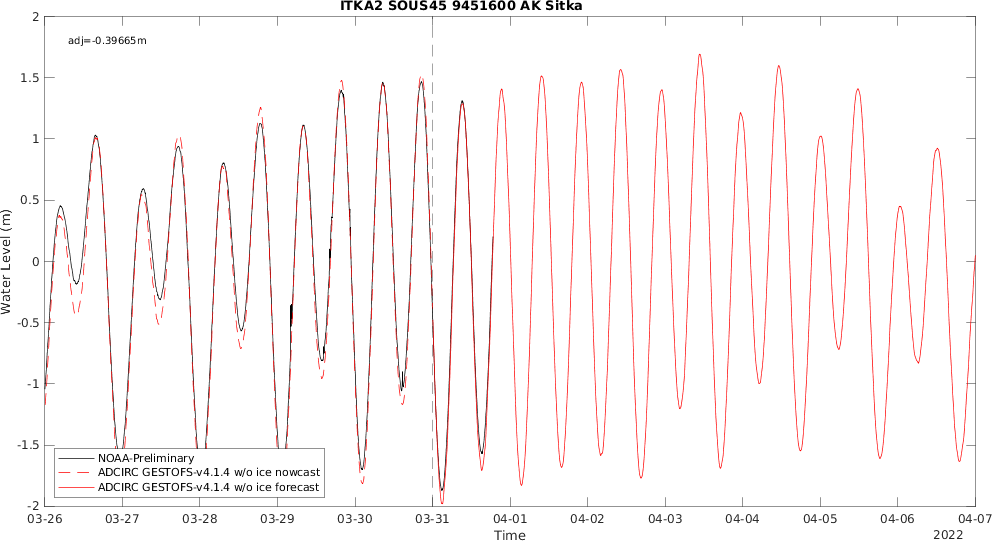 ITKA2 SOUS45 9451600 AK Sitka
adj=-0.39665m
2
1.5
1
0.5
0
-0.5
-1
-1.5
-2
Water Level (m)
NOAA-Preliminary
ADCIRC GESTOFS-v4.1.4 w/o ice nowcast
ADCIRC GESTOFS-v4.1.4 w/o ice forecast
03-26 03-27 03-28 03-29 03-30 03-31 04-01 04-02 04-03 04-04 04-05 04-06 04-07
Time
2022